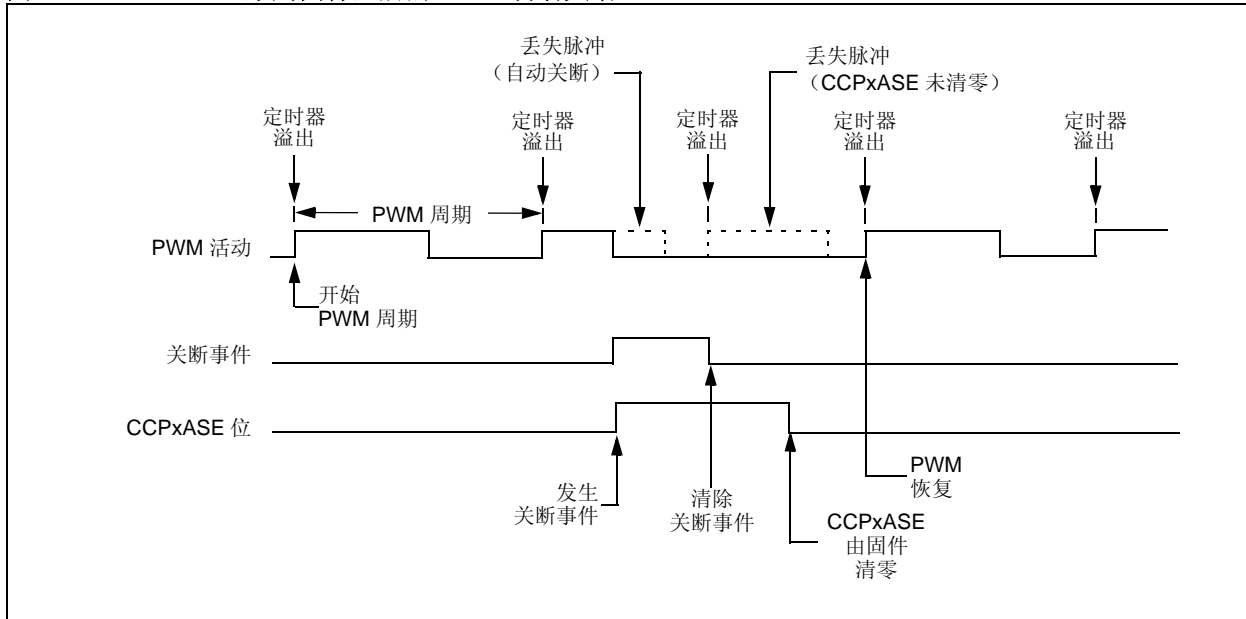 丢失脉冲
（自动关断）
丢失脉冲
（CCPxASE 未清零）
定时器
溢出
定时器
溢出
定时器
溢出
定时器
溢出
定时器
溢出
PWM 周期
PWM 活动
开始
PWM 周期
关断事件
CCPxASE 位
发生
关断事件
清除
关断事件
CCPxASE
由固件
清零
PWM
恢复